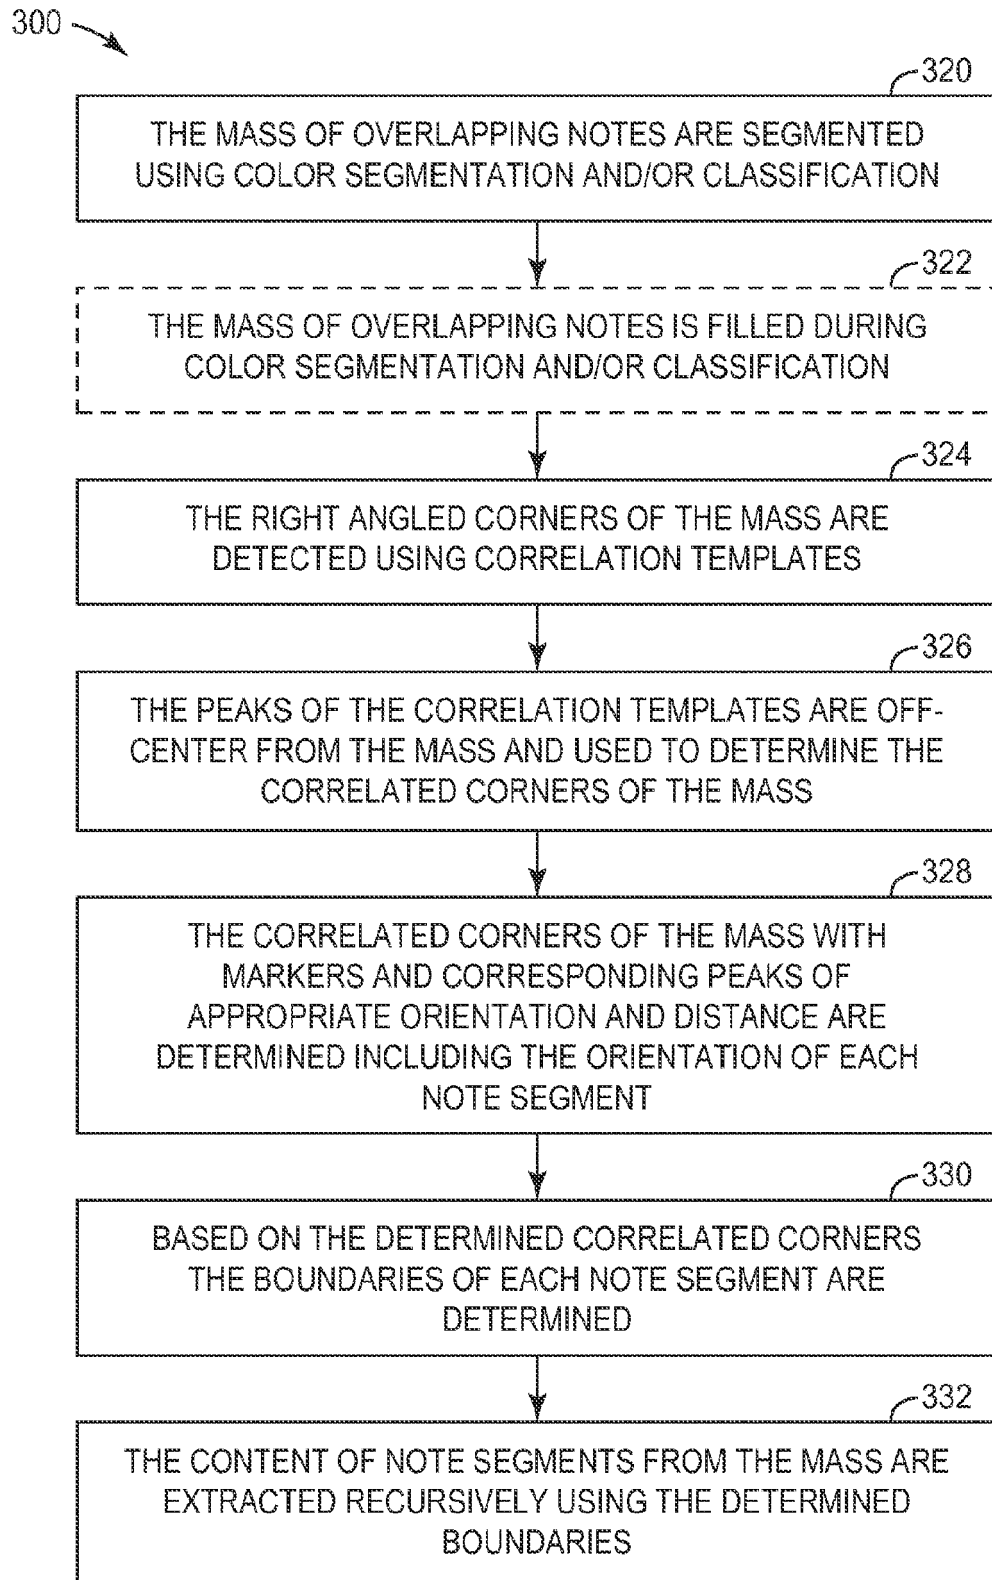 300
320
THE MASS OF OVERLAPPING NOTES ARE SEGMENTED
USING COLOR SEGMENTATION AND/OR CLASSIFICATION
322
THE MASS OF OVERLAPPING NOTES IS FILLED DURING
COLOR SEGMENTATION AND/OR CLASSIFICATION
324
THE RIGHT ANGLED CORNERS OF THE MASS ARE
DETECTED USING CORRELATION TEMPLATES
326
THE PEAKS OF THE CORRELATION TEMPLATES ARE OFF-
CENTER FROM THE MASS AND USED TO DETERMINE THE
CORRELATED CORNERS OF THE MASS
328
THE CORRELATED CORNERS OF THE MASS WITH
MARKERS AND CORRESPONDING PEAKS OF
APPROPRIATE ORIENTATION AND DISTANCE ARE
DETERMINED INCLUDING THE ORIENTATION OF EACH
NOTE SEGMENT
330
BASED ON THE DETERMINED CORRELATED CORNERS
THE BOUNDARIES OF EACH NOTE SEGMENT ARE
DETERMINED
332
THE CONTENT OF NOTE SEGMENTS FROM THE MASS ARE
EXTRACTED RECURSIVELY USING THE DETERMINED
BOUNDARIES